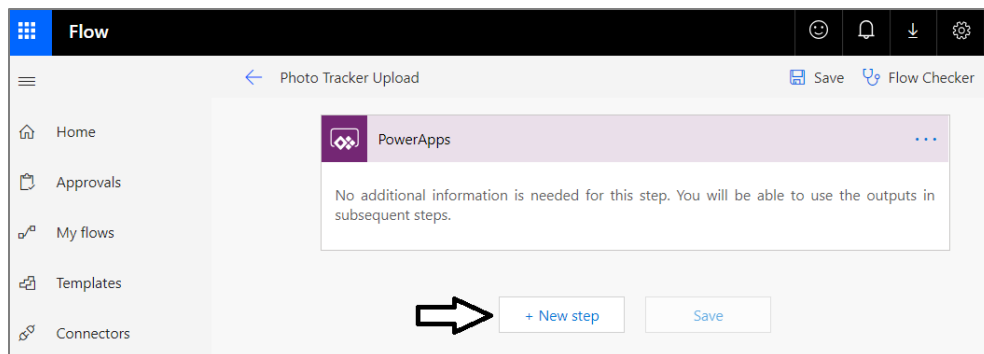 Flow
Photo Tracker Upload
Save
Flow Checker
Home
Approvals
My flows
Templates
Connectors
PowerApps
No additional information is needed for this step. You will be able to use the outputs in
subsequent steps.
+ New step
Save